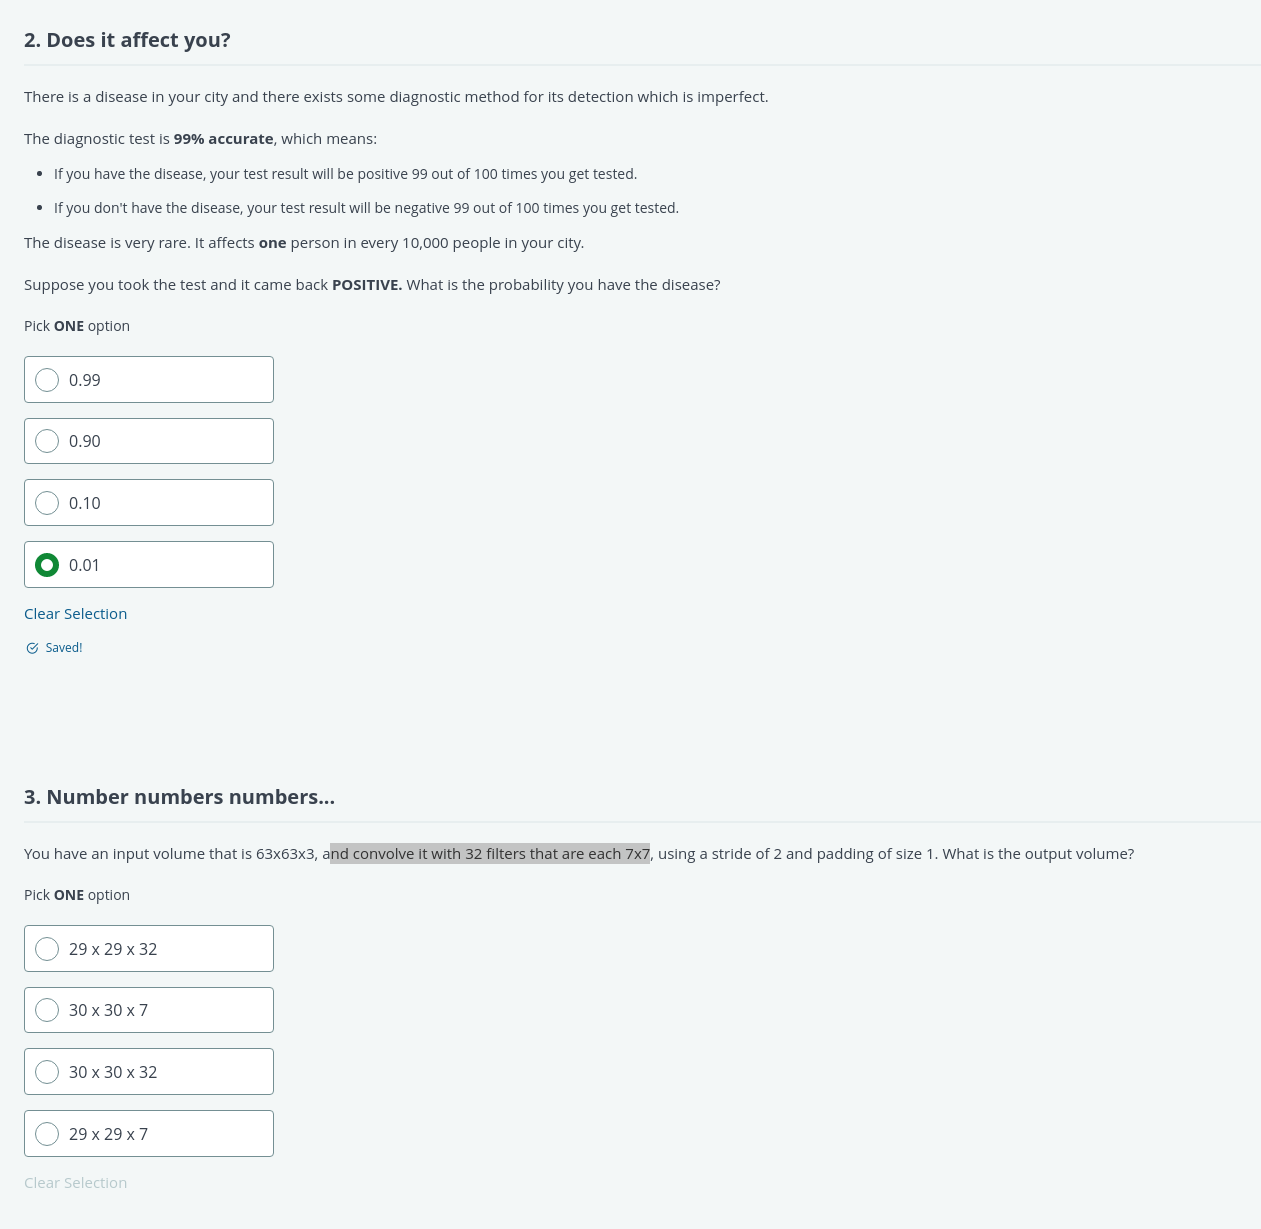 2. Does it affect you?
There is a disease in your city and there exists some diagnostic method for its detection which is imperfect.
The diagnostic test is 99% accurate, which means:
If you have the disease, your test result will be positive 99 out of 100 times you get tested.
If you don't have the disease, your test result will be negative 99 out of 100 times you get tested.
The disease is very rare. It affects one person in every 10,000 people in your city.
Suppose you took the test and it came back POSITIVE. What is the probability you have the disease?
Pick ONE option
0.99
0.90
0.10
0.01
Clear Selection
Saved!
3. Number numbers numbers...
You have an input volume that is 63x63x3, and convolve it with 32 filters that are each 7x7, using a stride of 2 and padding of size 1. What is the output volume?
Pick ONE option
29 x 29 x 32
30 x 30 x 7
30 x 30 x 32
29 x 29 x 7
Clear Selection